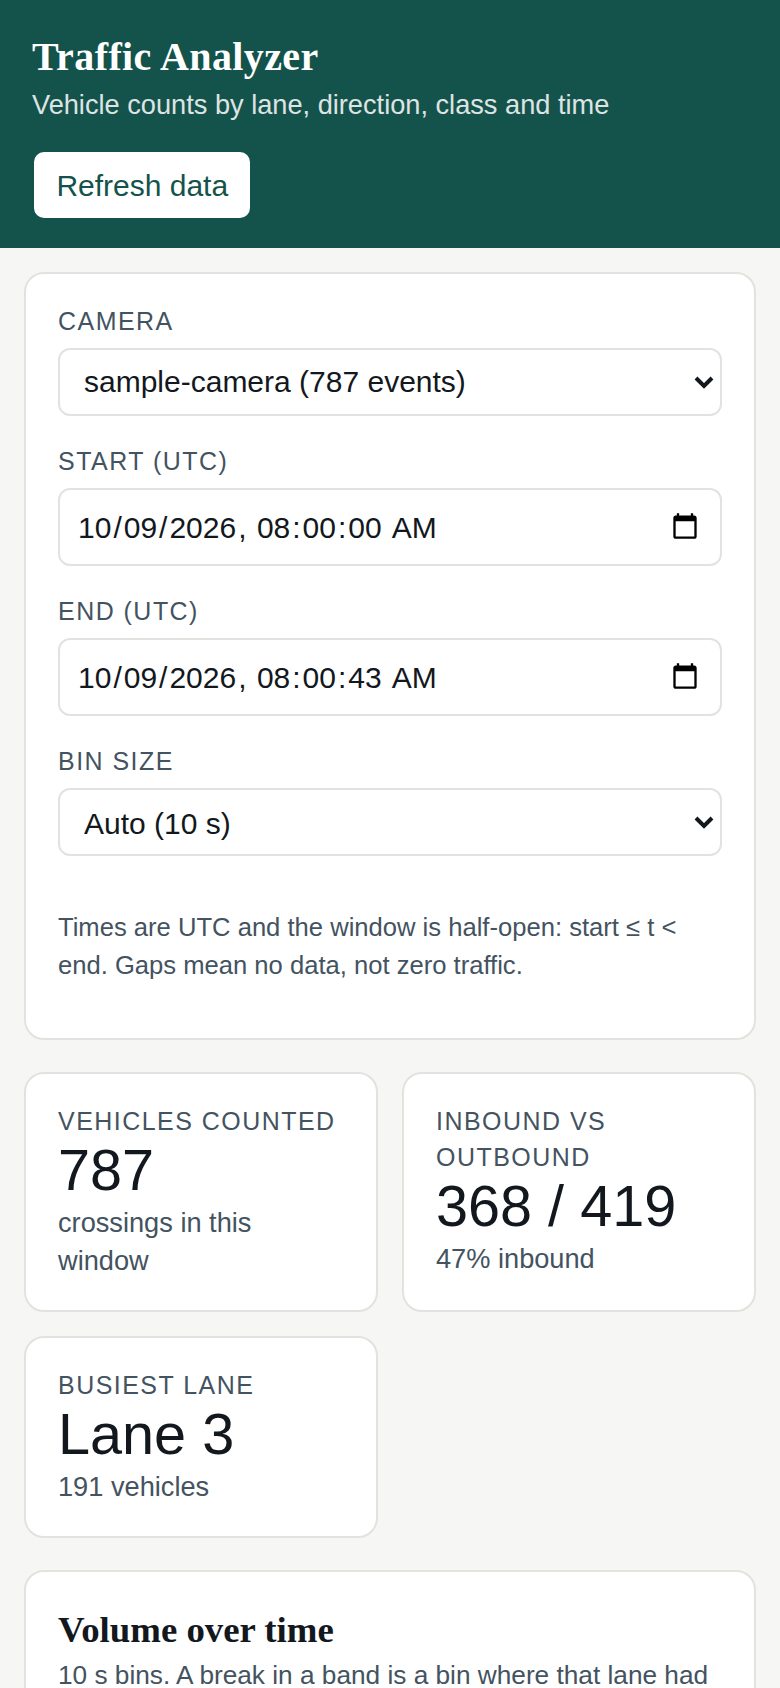 Traffic Analyzer
Vehicle counts by lane, direction, class and time
Refresh data
CAMERA
sample-camera (787 events)
START (UTC)
10/09/2026, 08:00:00 AM
END (UTC)
10/09/2026, 08:00:43 AM
BIN SIZE
Auto (10 s)
Times are UTC and the window is half-open: start ≤ t <
end. Gaps mean no data, not zero traffic.
VEHICLES COUNTED
787
crossings in this
window
INBOUND VS
OUTBOUND
368 / 419
47% inbound
BUSIEST LANE
Lane 3
191 vehicles
Volume over time
10 s bins. A break in a band is a bin where that lane had